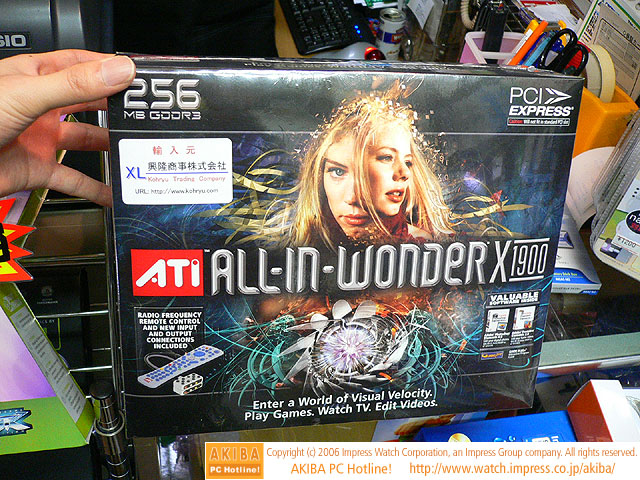 SIO
256
MB GDDR3
PCI
EXPRESS
輸入元
XL 興隆商事株式会社
Kohryu Trading Company
URL: http://www.kohryu.com
ATI ALL-IN-WONDER X1900
RADIO FREQUENCY
REMOTE CONTROL
AND NEW INPUT
AND OUTPUT
CONNECTIONS
INCLUDED
VALUABLE
SOFTWARE INSIDE!
Enter a World of Visual Velocity.
Play Games. Watch TV. Edit Videos.
AKIBA
PC Hotline!
Copyright (c) 2006 Impress Watch Corporation, an Impress Group company. All rights reserved.
AKIBA PC Hotline! http://www.watch.impress.co.jp/akiba/